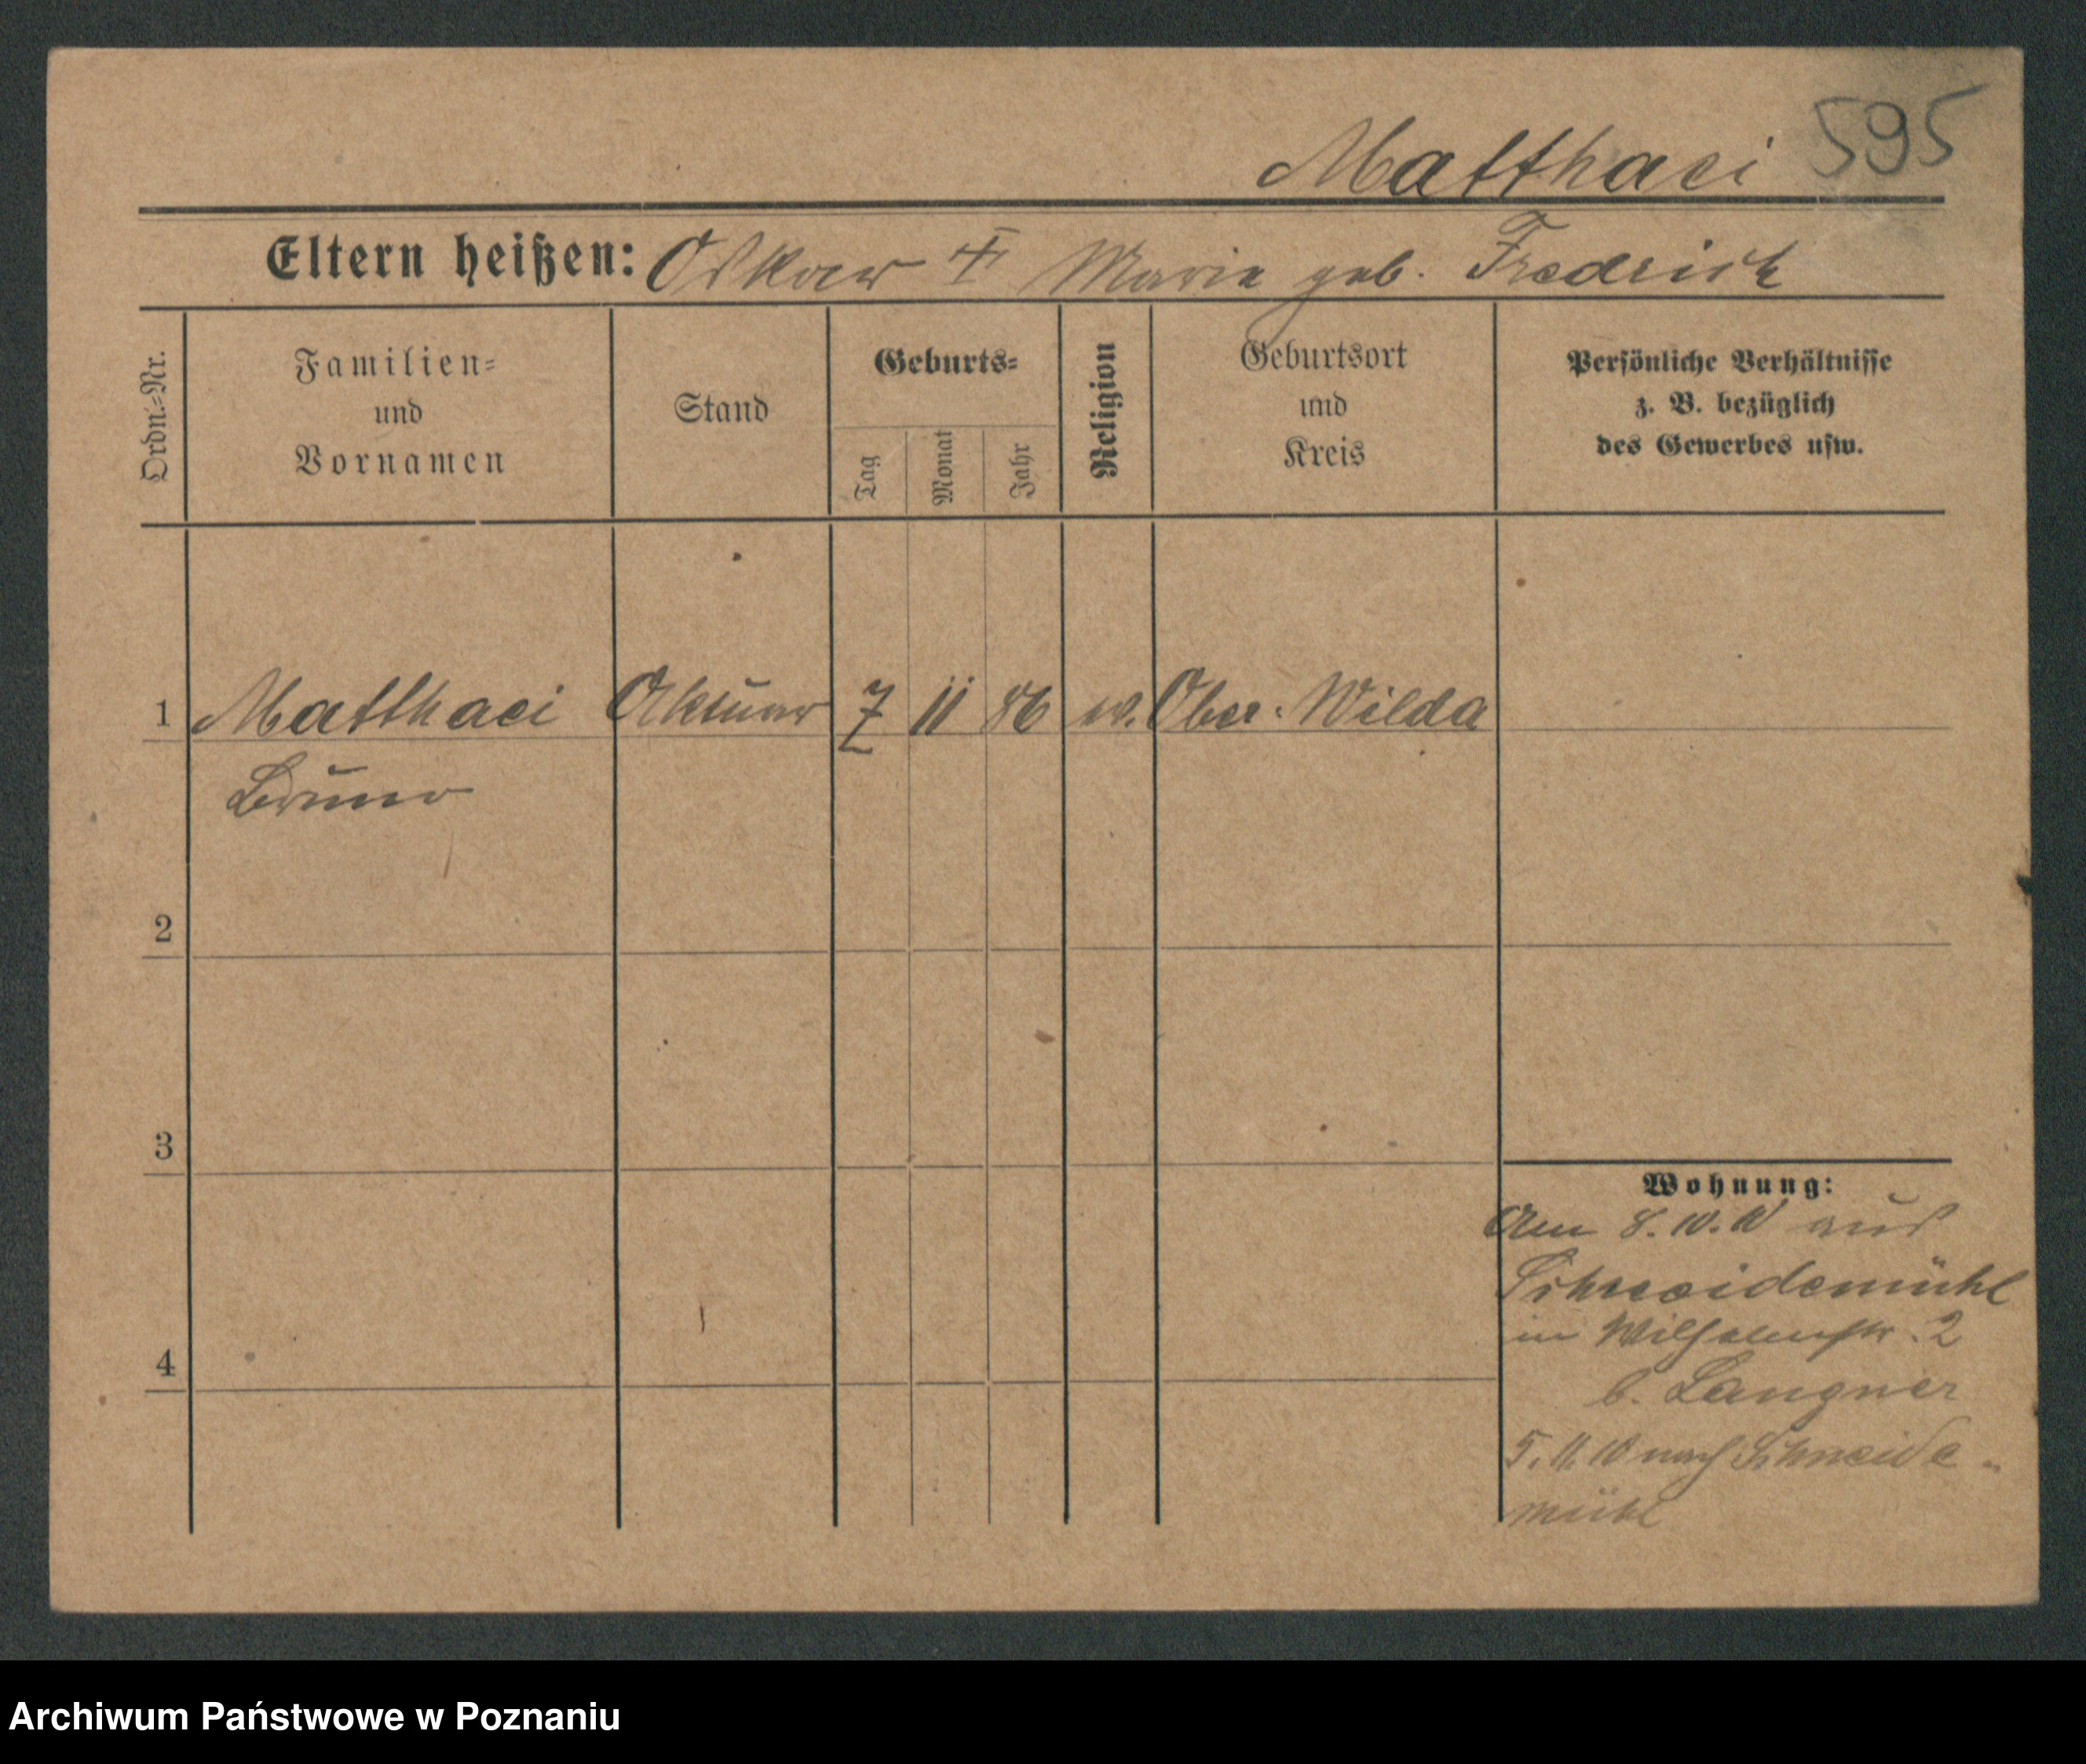 Matthaei 595
Eltern heißen: Oskar † Marie geb. Fredrich
Ordn.=Nr.
Familien=
und
Vornamen
Stand
Geburts=
Tag
Monat
Jahr
Religion
Geburtsort
und
Kreis
Persönliche Verhältnisse
z. B. bezüglich
des Gewerbes usw.
1 Matthaei Aktuar 7 11 86 ev. Ober-Wilda
Bruno
2
3
4
Wohnung:
Am 8.10.10 aus
Schneidemühl
in Wilhelmstr. 2
b. Langner
5.11.10 nach Schneide-
mühl
Archiwum Państwowe w Poznaniu